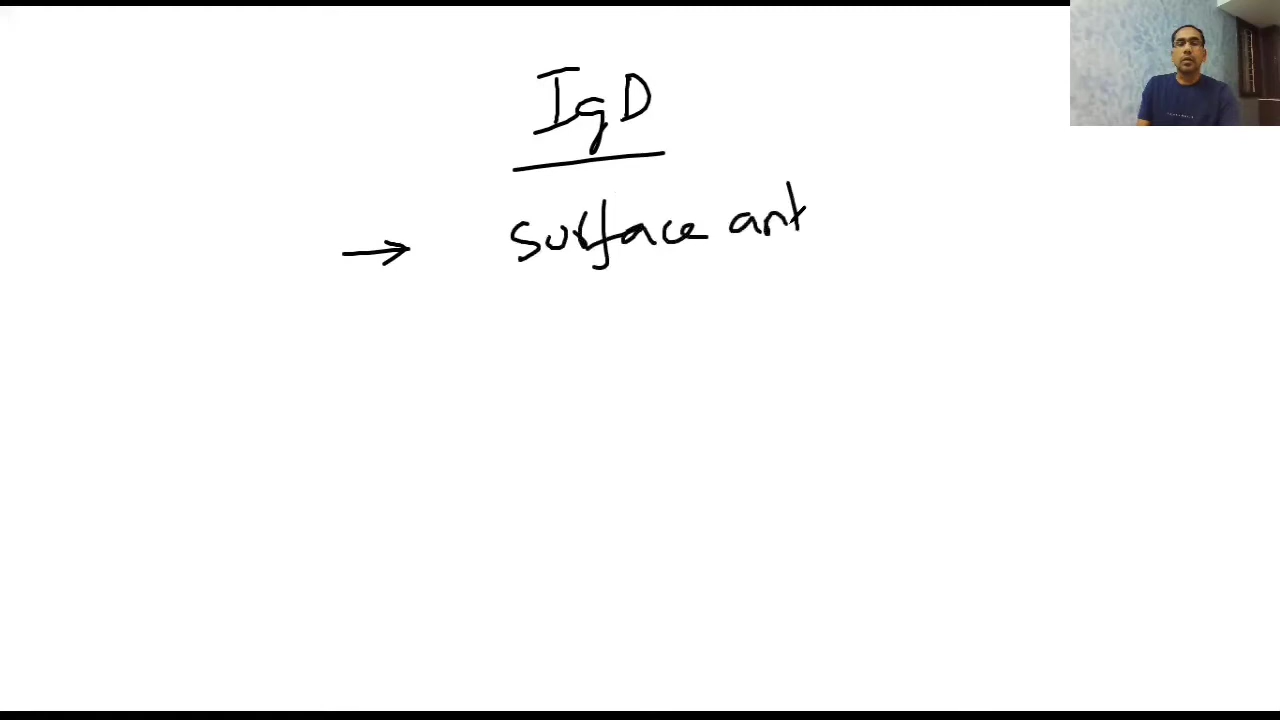 IgD
→ surface ant